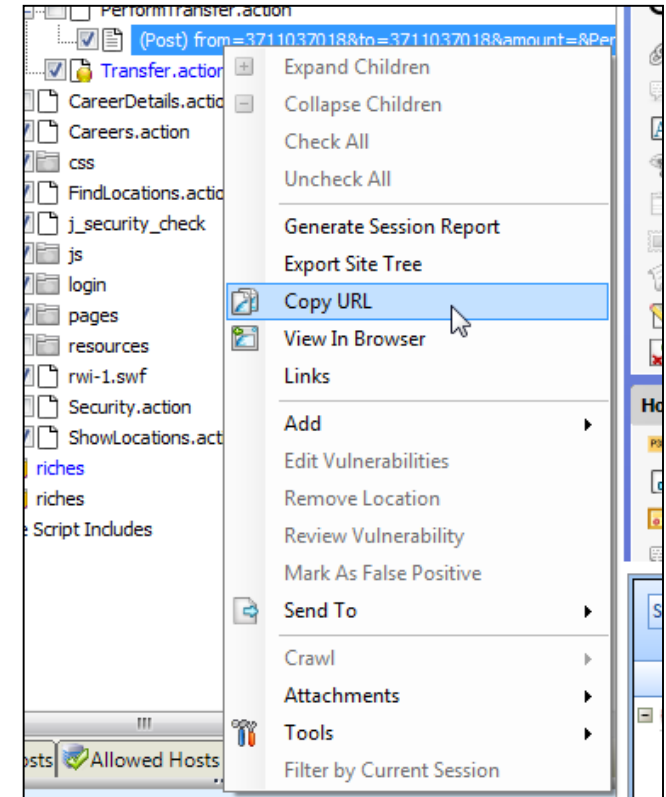 PerformTransfer.action
(Post) from=3711037018&to=3711037018&amount=&Per
Transfer.action
CareerDetails.actio
Careers.action
css
FindLocations.actio
j_security_check
js
login
pages
resources
rwi-1.swf
Security.action
ShowLocations.act
riches
riches
Script Includes
Allowed Hosts
Expand Children
Collapse Children
Check All
Uncheck All
Generate Session Report
Export Site Tree
Copy URL
View In Browser
Links
Add
Edit Vulnerabilities
Remove Location
Review Vulnerability
Mark As False Positive
Send To
Crawl
Attachments
Tools
Filter by Current Session
Ho